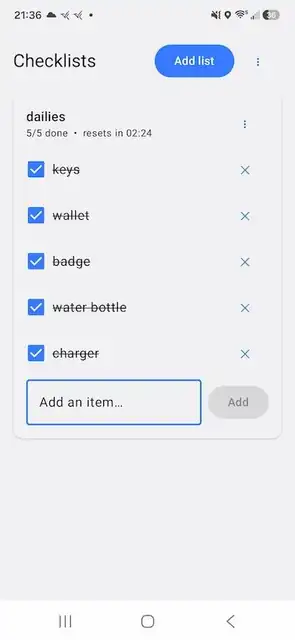 21:36
Checklists
Add list
dailies
5/5 done • resets in 02:24
keys
wallet
badge
water bottle
charger
Add an item...
Add